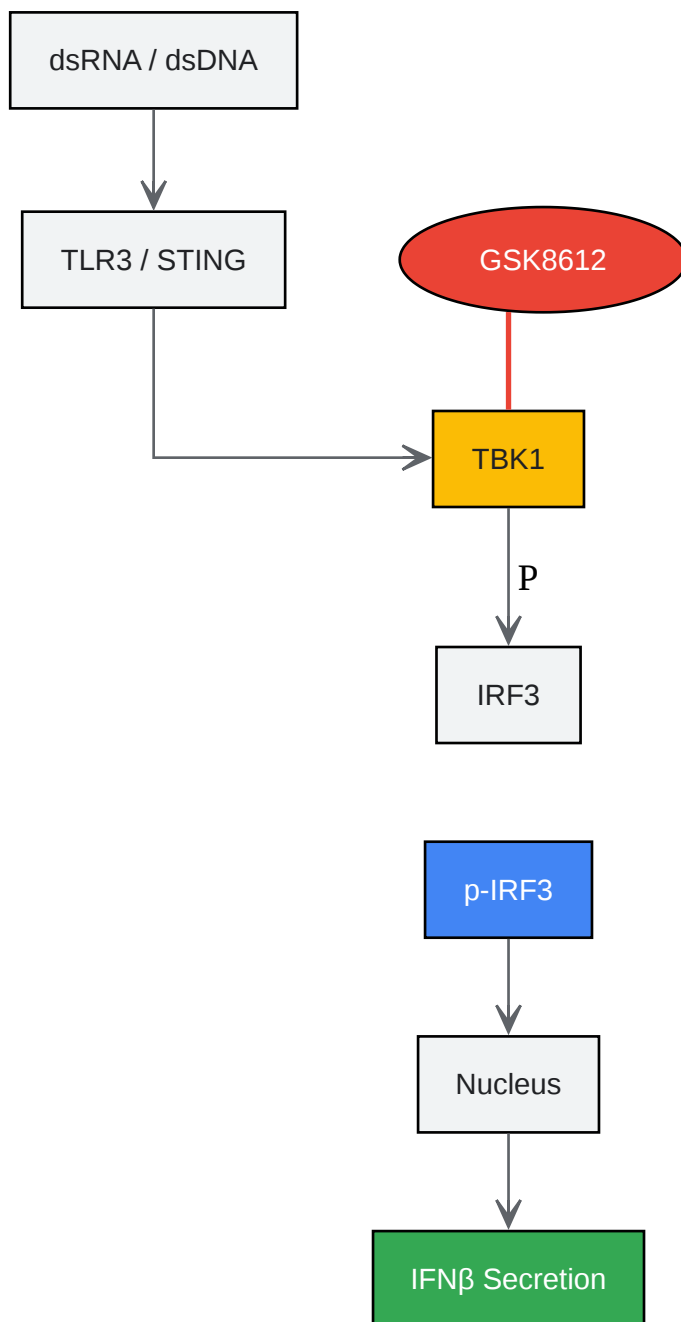 dsRNA / dsDNA
TLR3 / STING
GSK8612
TBK1
P
IRF3
p-IRF3
Nucleus
IFNβ Secretion